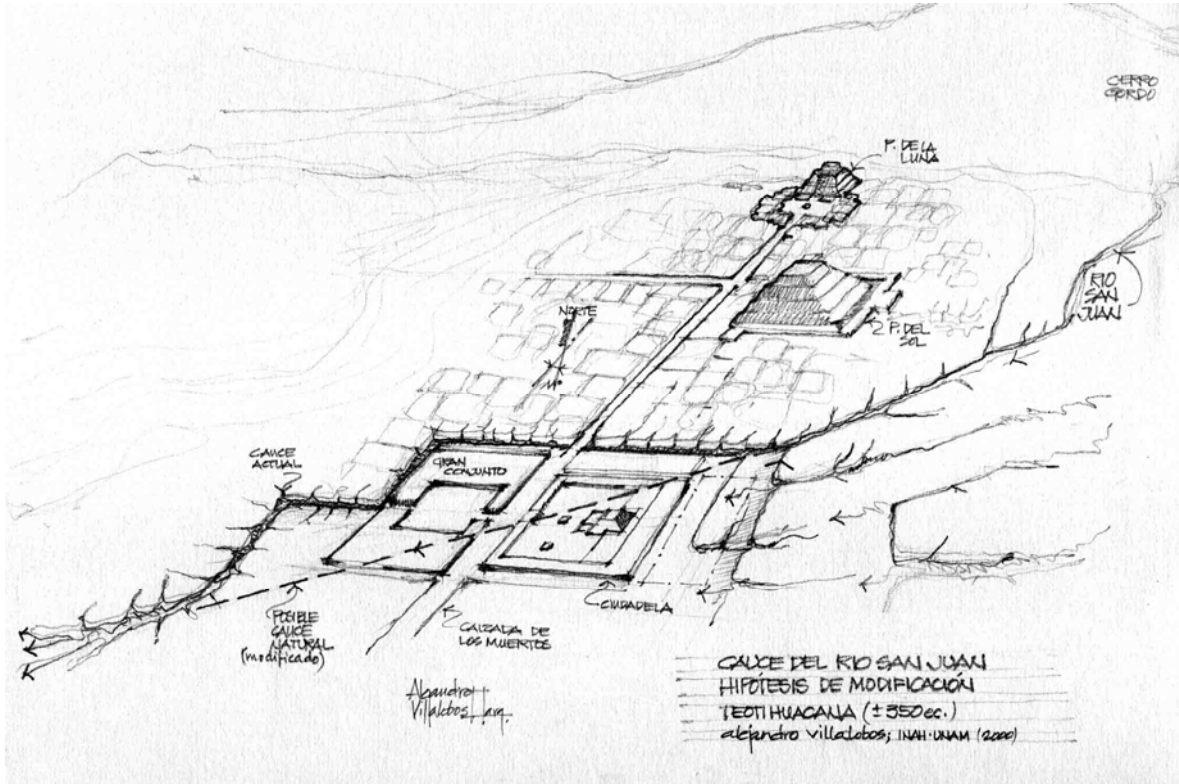 CERRO
GORDO
P. DE LA
LUNA
RIO
SAN
JUAN
P. DEL
SOL
NORTE
CAUCE
ACTUAL
GRAN
CONJUNTO
CIUDADELA
POSIBLE
CAUCE
NATURAL
(modificado)
CALZADA DE
LOS MUERTOS
Alejandro
Villalobos arq.
CAUCE DEL RIO SAN JUAN
HIPÓTESIS DE MODIFICACIÓN
TEOTIHUACANA (±350 ec.)
alejandro villalobos; INAH·UNAM (2000)